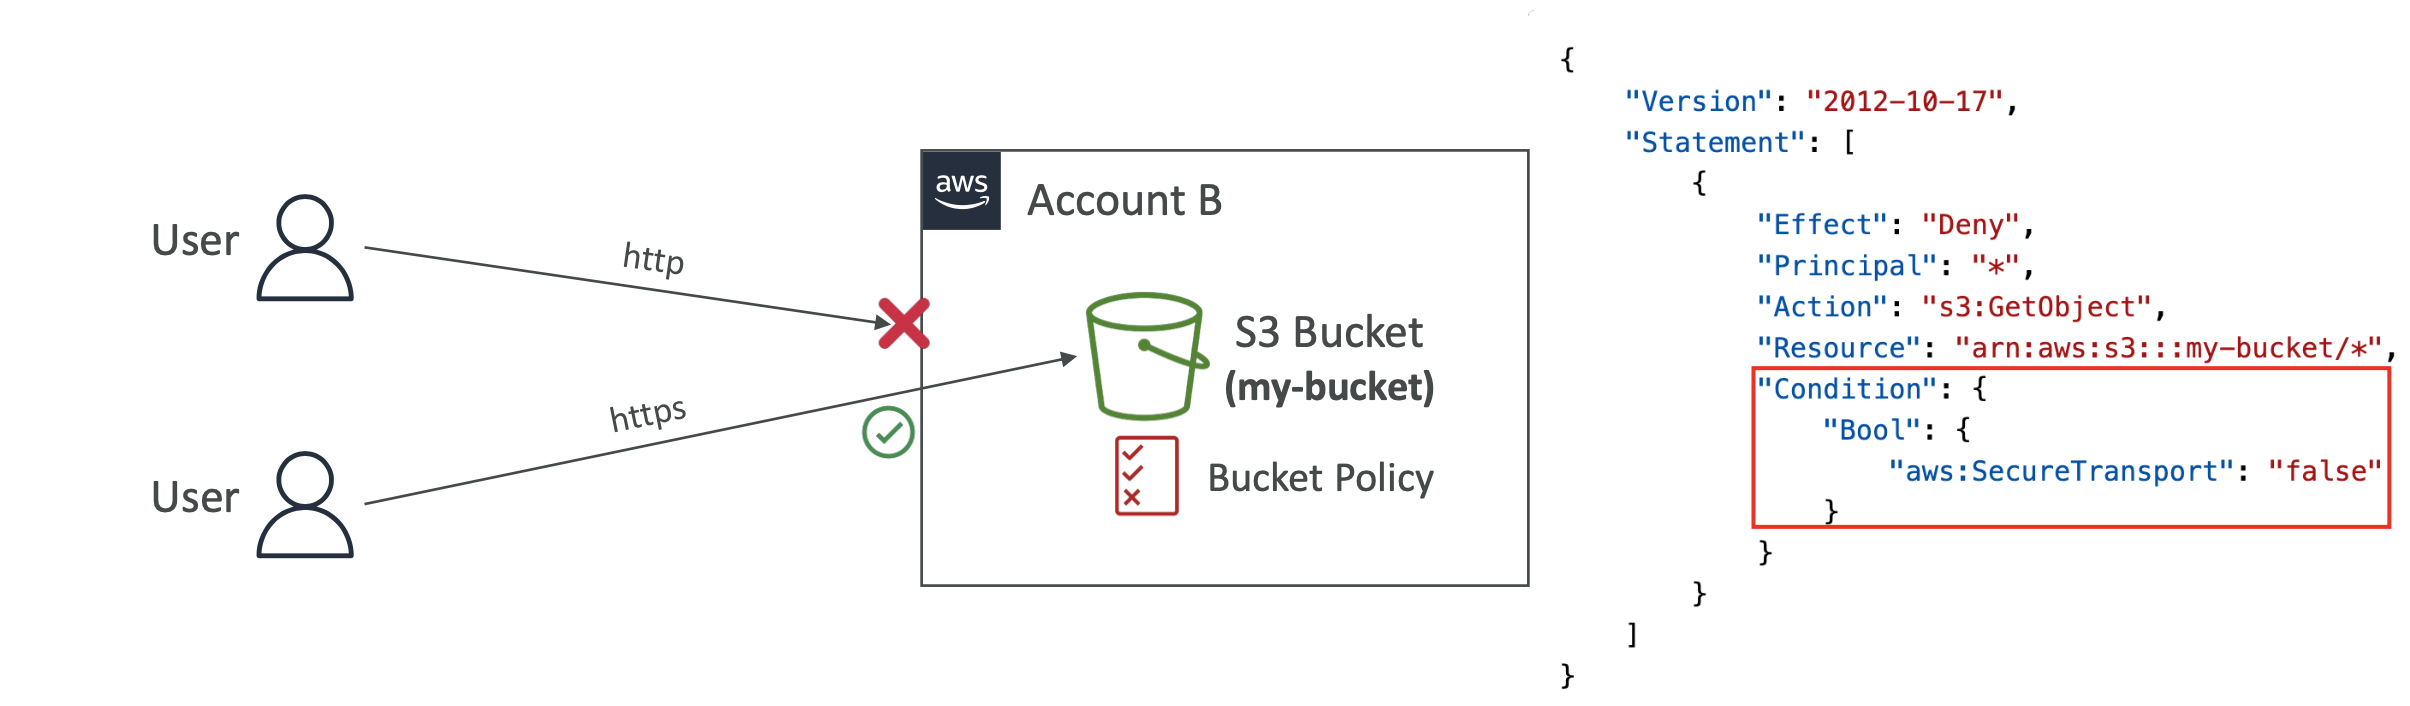 User
http
https
User
aws
Account B
S3 Bucket
(my-bucket)
Bucket Policy
{
"Version": "2012-10-17",
"Statement": [
{
"Effect": "Deny",
"Principal": "*",
"Action": "s3:GetObject",
"Resource": "arn:aws:s3:::my-bucket/*",
"Condition": {
"Bool": {
"aws:SecureTransport": "false"
}
}
}
]
}